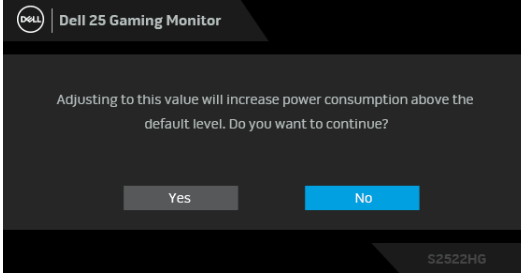 DELL
Dell 25 Gaming Monitor
Adjusting to this value will increase power consumption above the
default level. Do you want to continue?
Yes
No
S2522HG